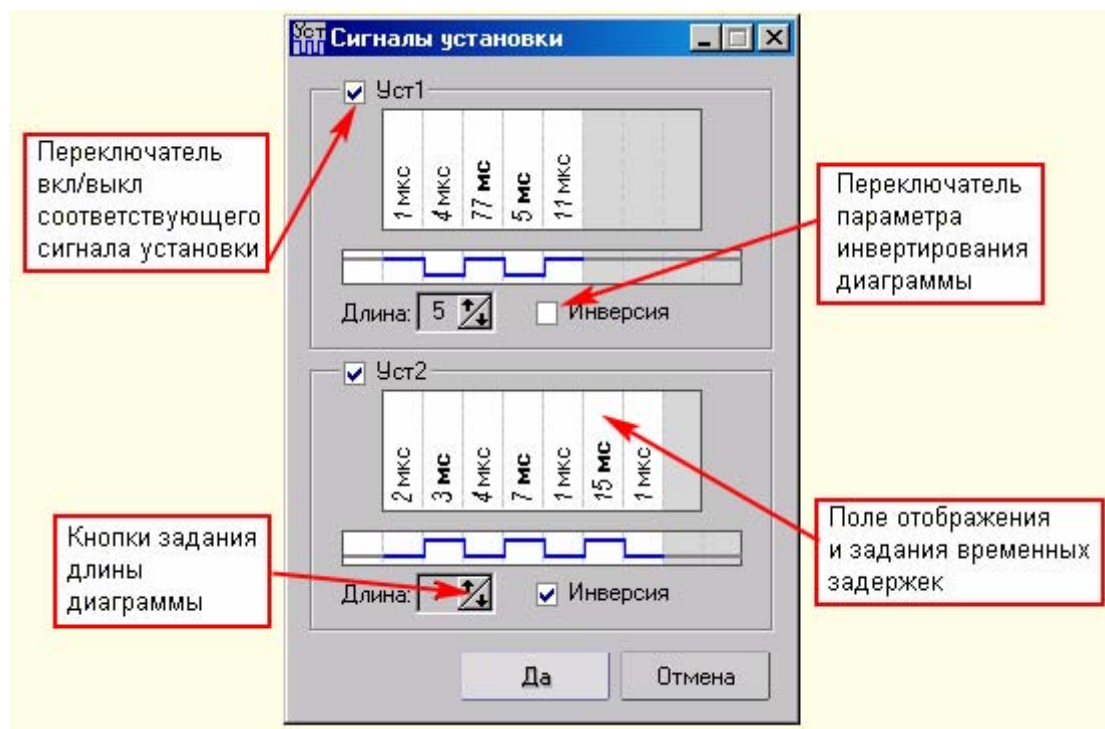 Уст
Сигналы установки
Уст1
1 мкс
4 мкс
77 мс
5 мс
11 мкс
Длина: 5
Инверсия
Уст2
2 мкс
3 мс
4 мкс
7 мс
1 мкс
15 мс
1 мкс
Длина: 7
Инверсия
Да
Отмена
Переключатель
вкл/выкл
соответствующего
сигнала установки
Переключатель
параметра
инвертирования
диаграммы
Кнопки задания
длины
диаграммы
Поле отображения
и задания временных
задержек